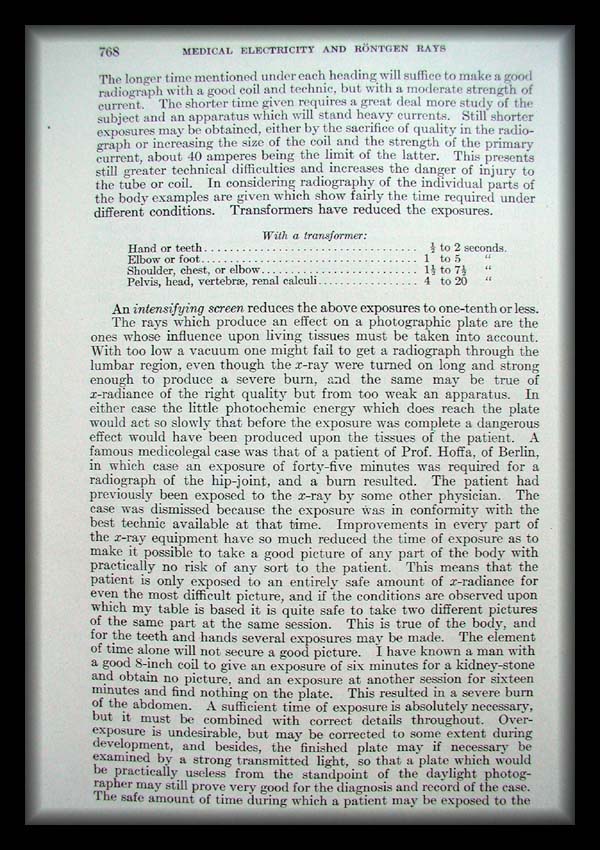 768 MEDICAL ELECTRICITY AND RÖNTGEN RAYS
The longer time mentioned under each heading will suffice to make a good
radiograph with a good coil and technic, but with a moderate strength of
current. The shorter time given requires a great deal more study of the
subject and an apparatus which will stand heavy currents. Still shorter
exposures may be obtained, either by the sacrifice of quality in the radio-
graph or increasing the size of the coil and the strength of the primary
current, about 40 amperes being the limit of the latter. This presents
still greater technical difficulties and increases the danger of injury to
the tube or coil. In considering radiography of the individual parts of
the body examples are given which show fairly the time required under
different conditions. Transformers have reduced the exposures.
With a transformer:
Hand or teeth................................ ½ to 2 seconds.
Elbow or foot................................ 1 to 5 "
Shoulder, chest, or elbow........................ 1½ to 7½ "
Pelvis, head, vertebræ, renal calculi................ 4 to 20 "
An intensifying screen reduces the above exposures to one-tenth or less.
The rays which produce an effect on a photographic plate are the
ones whose influence upon living tissues must be taken into account.
With too low a vacuum one might fail to get a radiograph through the
lumbar region, even though the x-ray were turned on long and strong
enough to produce a severe burn, and the same may be true of
x-radiance of the right quality but from too weak an apparatus. In
either case the little photochemic energy which does reach the plate
would act so slowly that before the exposure was complete a dangerous
effect would have been produced upon the tissues of the patient. A
famous medicolegal case was that of a patient of Prof. Hoffa, of Berlin,
in which case an exposure of forty-five minutes was required for a
radiograph of the hip-joint, and a burn resulted. The patient had
previously been exposed to the x-ray by some other physician. The
case was dismissed because the exposure was in conformity with the
best technic available at that time. Improvements in every part of
the x-ray equipment have so much reduced the time of exposure as to
make it possible to take a good picture of any part of the body with
practically no risk of any sort to the patient. This means that the
patient is only exposed to an entirely safe amount of x-radiance for
even the most difficult picture, and if the conditions are observed upon
which my table is based it is quite safe to take two different pictures
of the same part at the same session. This is true of the body, and
for the teeth and hands several exposures may be made. The element
of time alone will not secure a good picture. I have known a man with
a good 8-inch coil to give an exposure of six minutes for a kidney-stone
and obtain no picture, and an exposure at another session for sixteen
minutes and find nothing on the plate. This resulted in a severe burn
of the abdomen. A sufficient time of exposure is absolutely necessary,
but it must be combined with correct details throughout. Over-
exposure is undesirable, but may be corrected to some extent during
development, and besides, the finished plate may if necessary be
examined by a strong transmitted light, so that a plate which would
be practically useless from the standpoint of the daylight photog-
rapher may still prove very good for the diagnosis and record of the case.
The safe amount of time during which a patient may be exposed to the